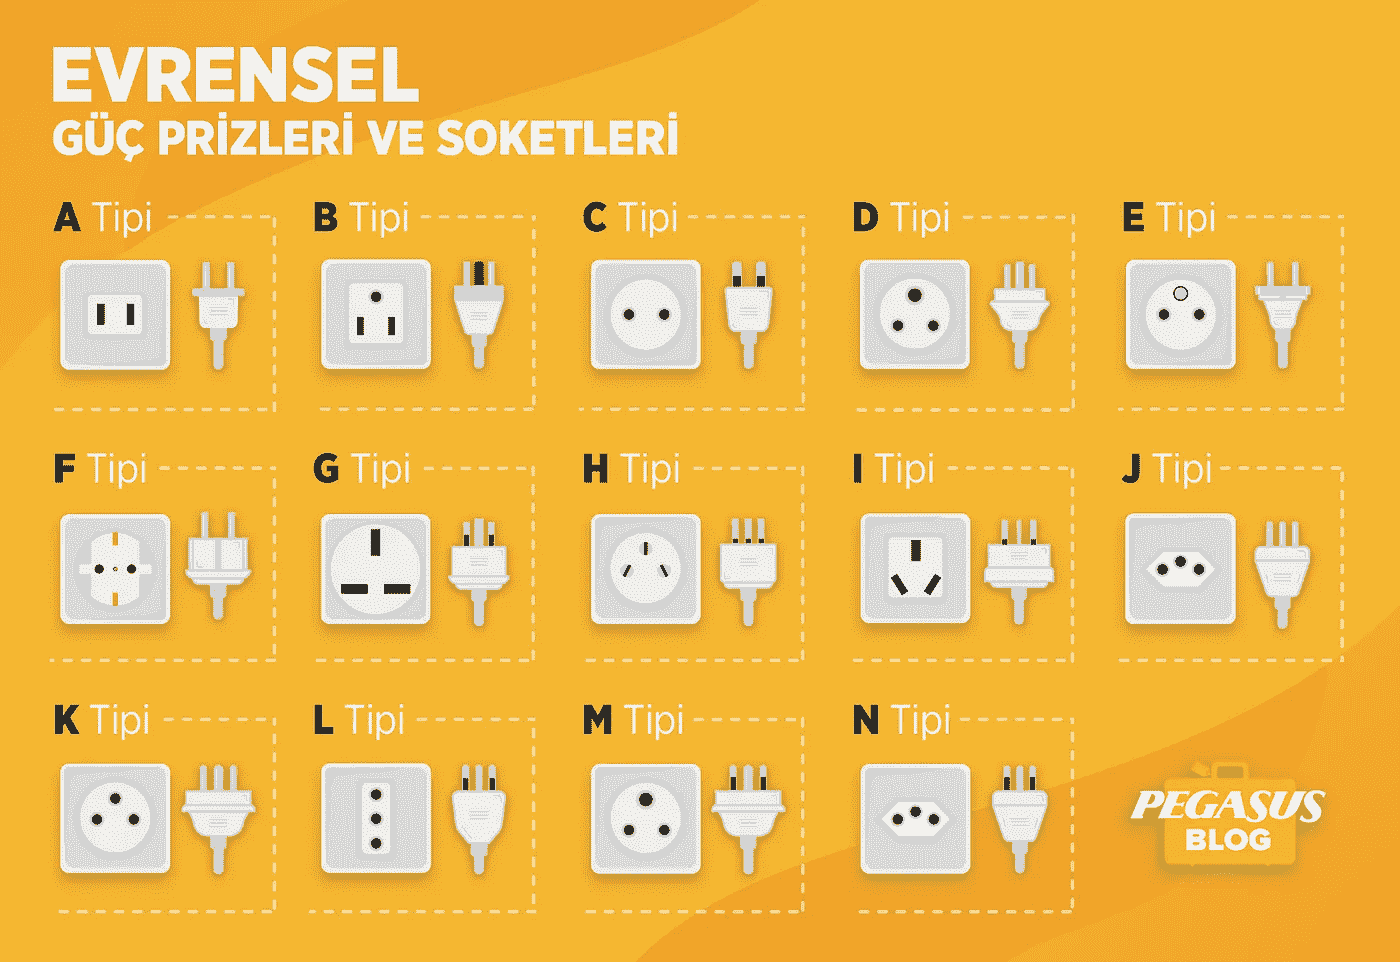 EVRENSEL
GÜÇ PRİZLERİ VE SOKETLERİ
A Tipi
B Tipi
C Tipi
D Tipi
E Tipi
F Tipi
G Tipi
H Tipi
I Tipi
J Tipi
K Tipi
L Tipi
M Tipi
N Tipi
PEGASUS
BLOG